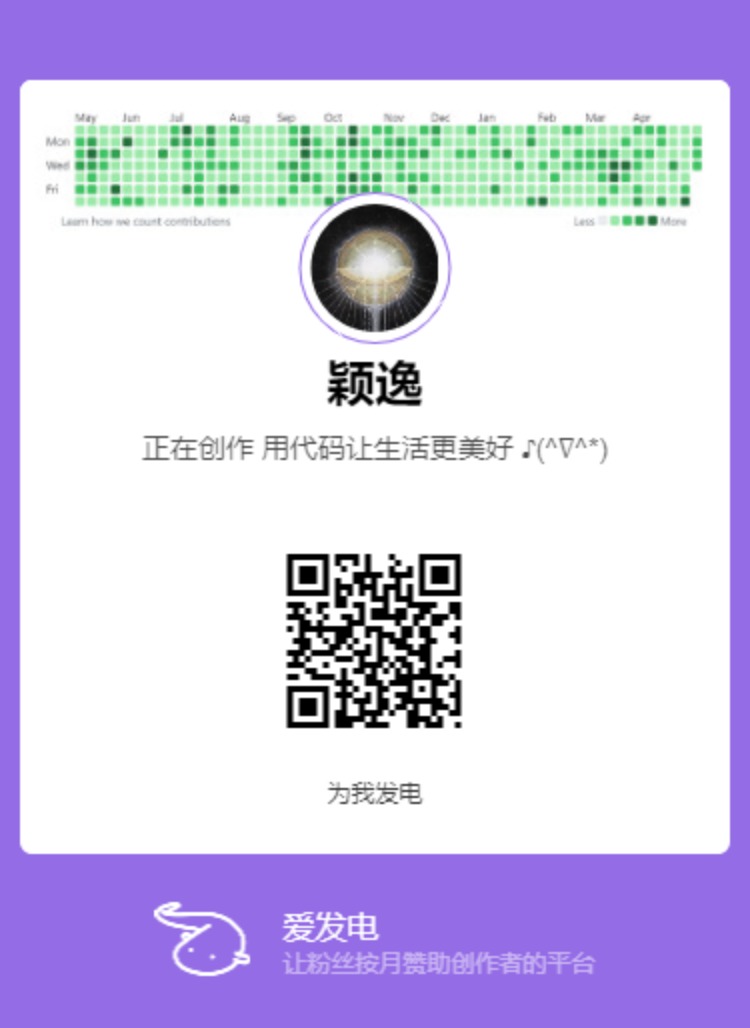 May Jun Jul Aug Sep Oct Nov Dec Jan Feb Mar Apr
Mon
Wed
Fri
Learn how we count contributions
Less More
颖逸
正在创作 用代码让生活更美好 ♪(^∇^*)
为我发电
爱发电
让粉丝按月赞助创作者的平台